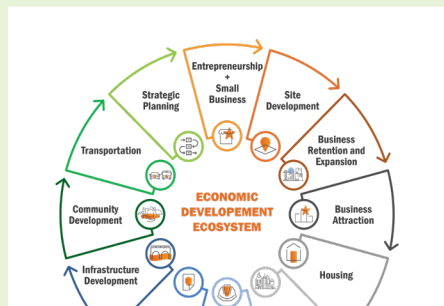 Entrepreneurship
+
Small
Business
Strategic
Planning
Site
Development
Transportation
Business
Retention and
Expansion
ECONOMIC
DEVELOPEMENT
ECOSYSTEM
Community
Development
Business
Attraction
Infrastructure
Development
Housing